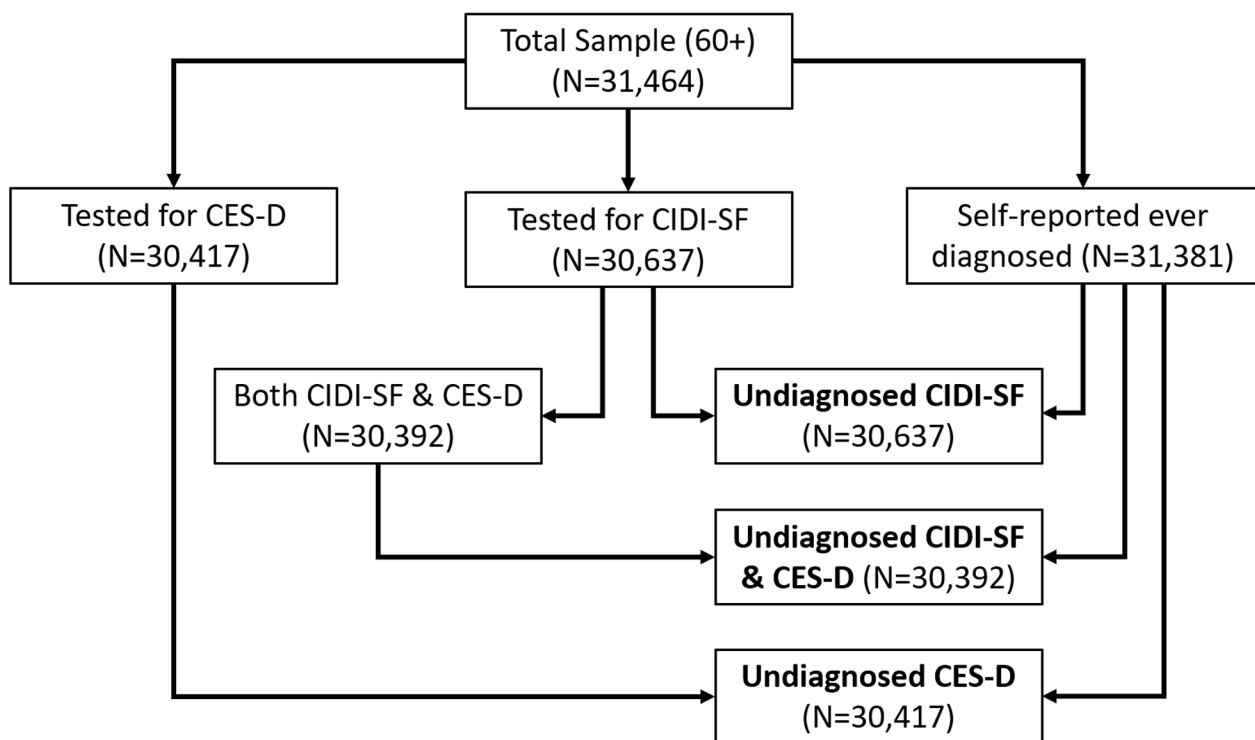 Total Sample (60+)
(N=31,464)
Tested for CES-D
(N=30,417)
Tested for CIDI-SF
(N=30,637)
Self-reported ever
diagnosed (N=31,381)
Both CIDI-SF & CES-D
(N=30,392)
Undiagnosed CIDI-SF
(N=30,637)
Undiagnosed CIDI-SF
& CES-D (N=30,392)
Undiagnosed CES-D
(N=30,417)